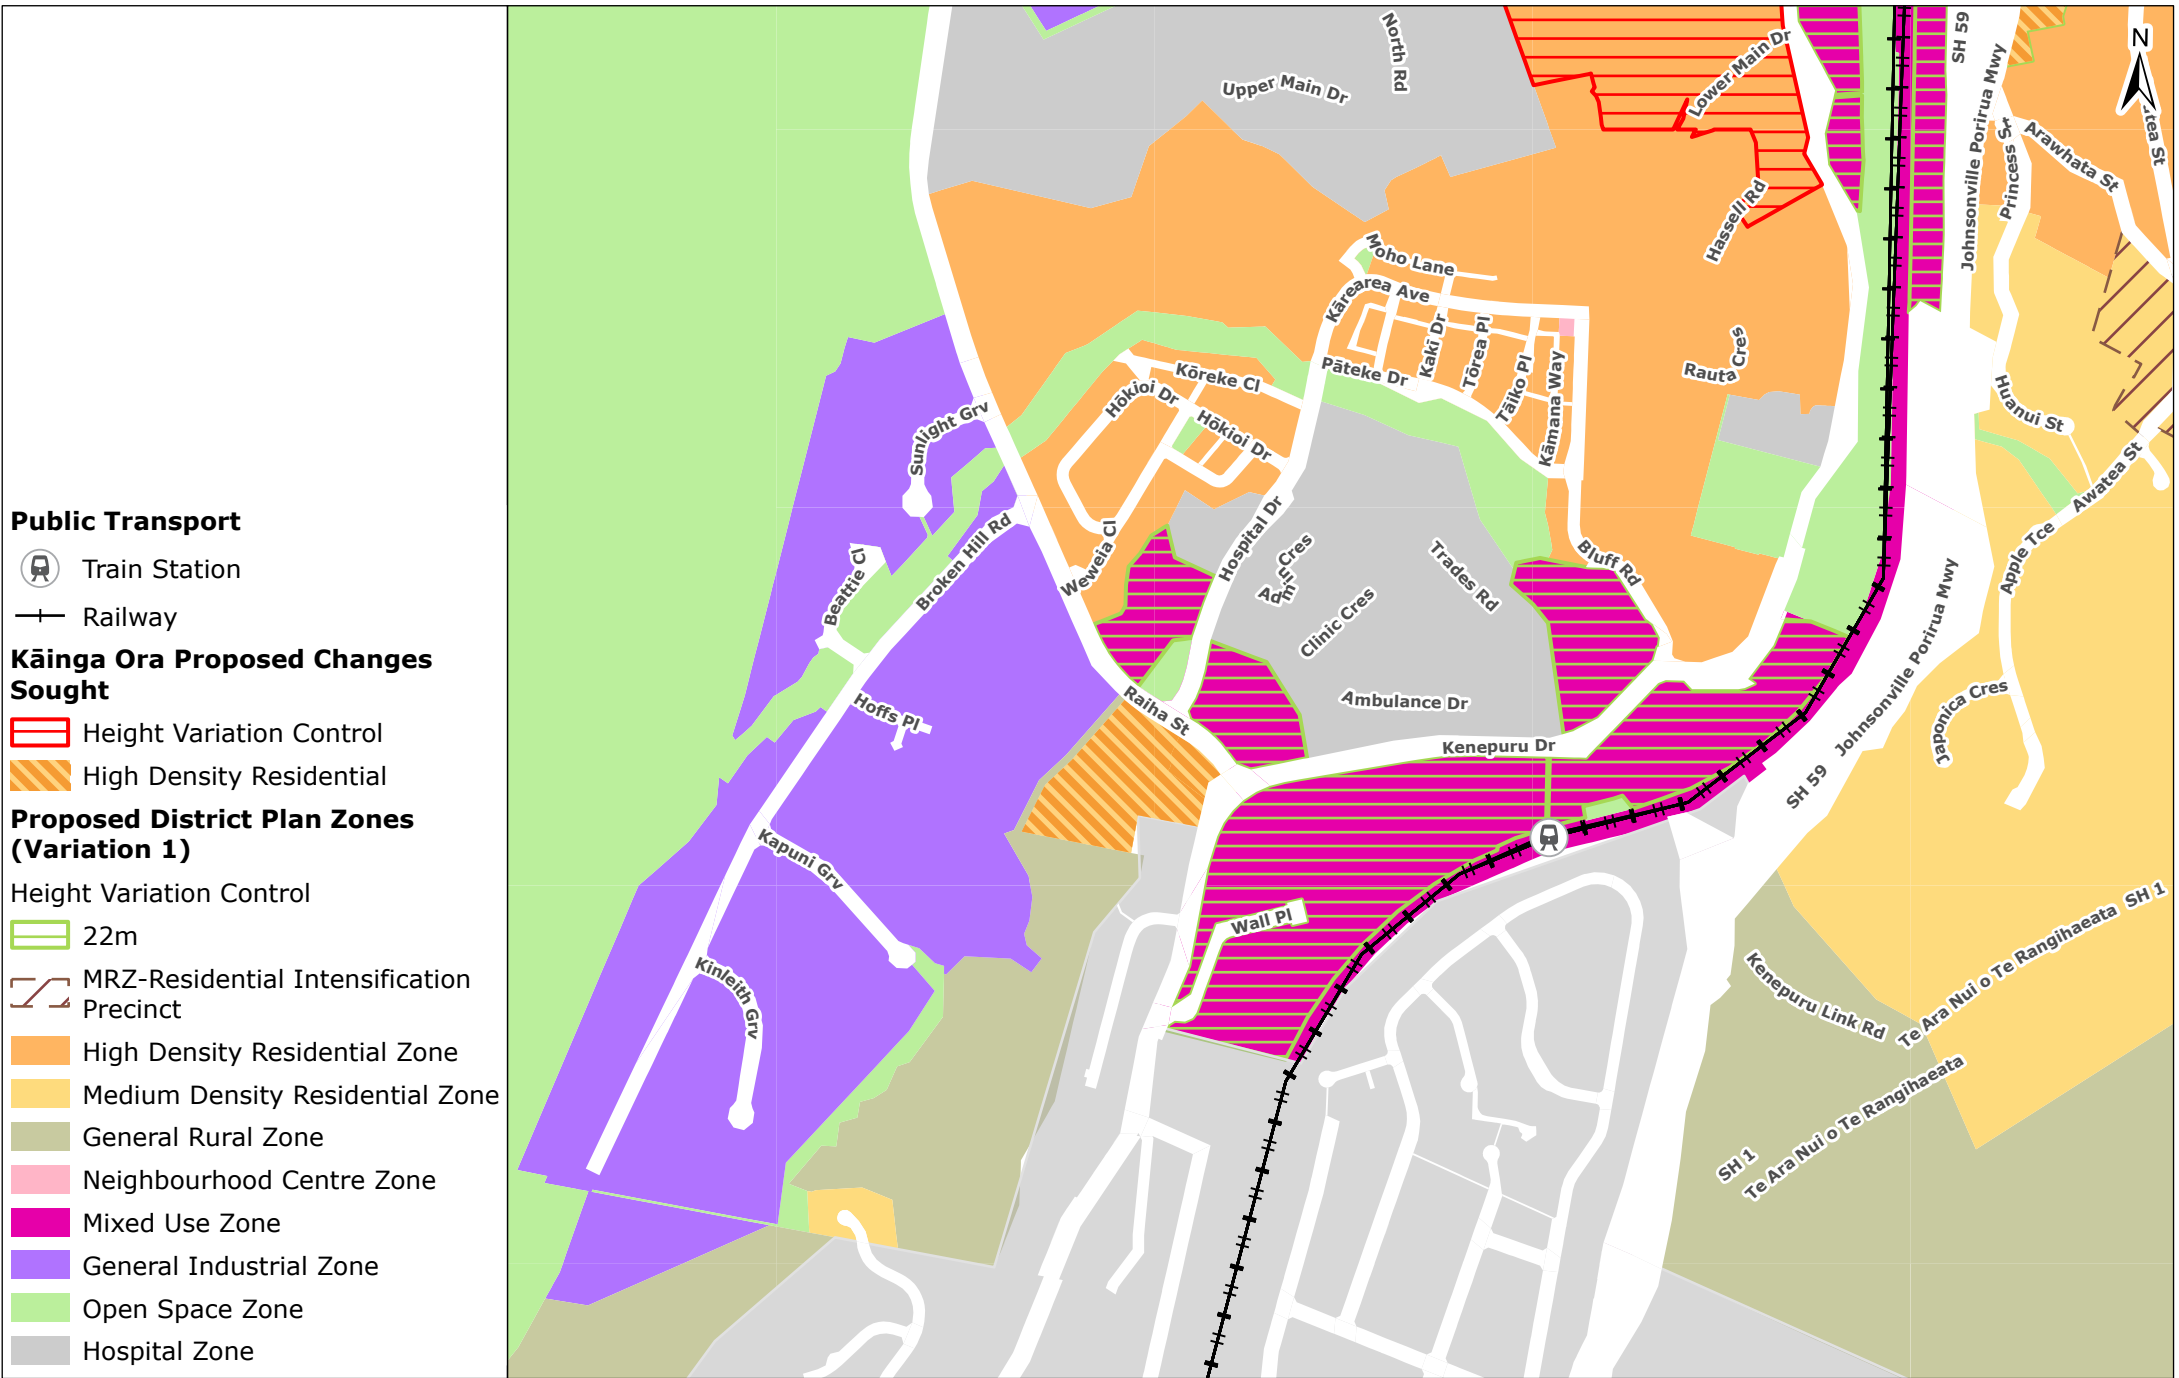 Public Transport
Train Station
Railway
Kāinga Ora Proposed Changes
Sought
Height Variation Control
High Density Residential
Proposed District Plan Zones
(Variation 1)
Height Variation Control
22m
MRZ-Residential Intensification
Precinct
High Density Residential Zone
Medium Density Residential Zone
General Rural Zone
Neighbourhood Centre Zone
Mixed Use Zone
General Industrial Zone
Open Space Zone
Hospital Zone
N
North Rd
Upper Main Dr
Lower Main Dr
SH 59
Johnsonville Porirua Mwy
Princess St
Arawhata St
Hassell Rd
Moho Lane
Kārearea Ave
Kaki Dr
Tōrea Pl
Tāiko Pl
Kāmana Way
Pāteke Dr
Rauta Cres
Kōreke Cl
Hōkioi Dr
Hōkioi Dr
Huanui St
Awatea St
Apple Tce
Sunlight Grv
Broken Hill Rd
Beattie Cl
Weweia Cl
Hospital Dr
Adm Cres
Clinic Cres
Trades Rd
Bluff Rd
Ambulance Dr
Kenepuru Dr
Raiha St
Hoffs Pl
Kapuni Grv
Kinleith Grv
Wall Pl
Johnsonville Porirua Mwy
SH 59
Japonica Cres
Kenepuru Link Rd
Te Ara Nui o Te Rangihaeata SH 1
SH 1
Te Ara Nui o Te Rangihaeata